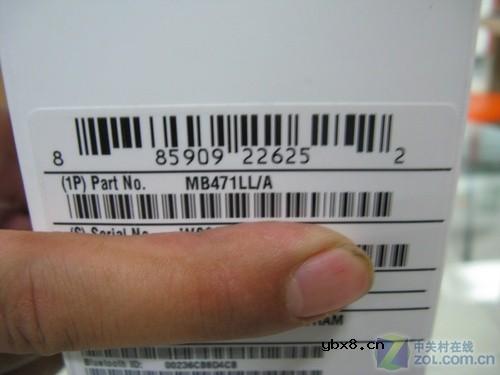 8 85909 22625 2
(1P) Part No. MB471LL/A
(S) Serial No.
RAM
Bluetooth ID: 00236CB8D4C8
ybx8.cn
中关村在线
zol.com.cn